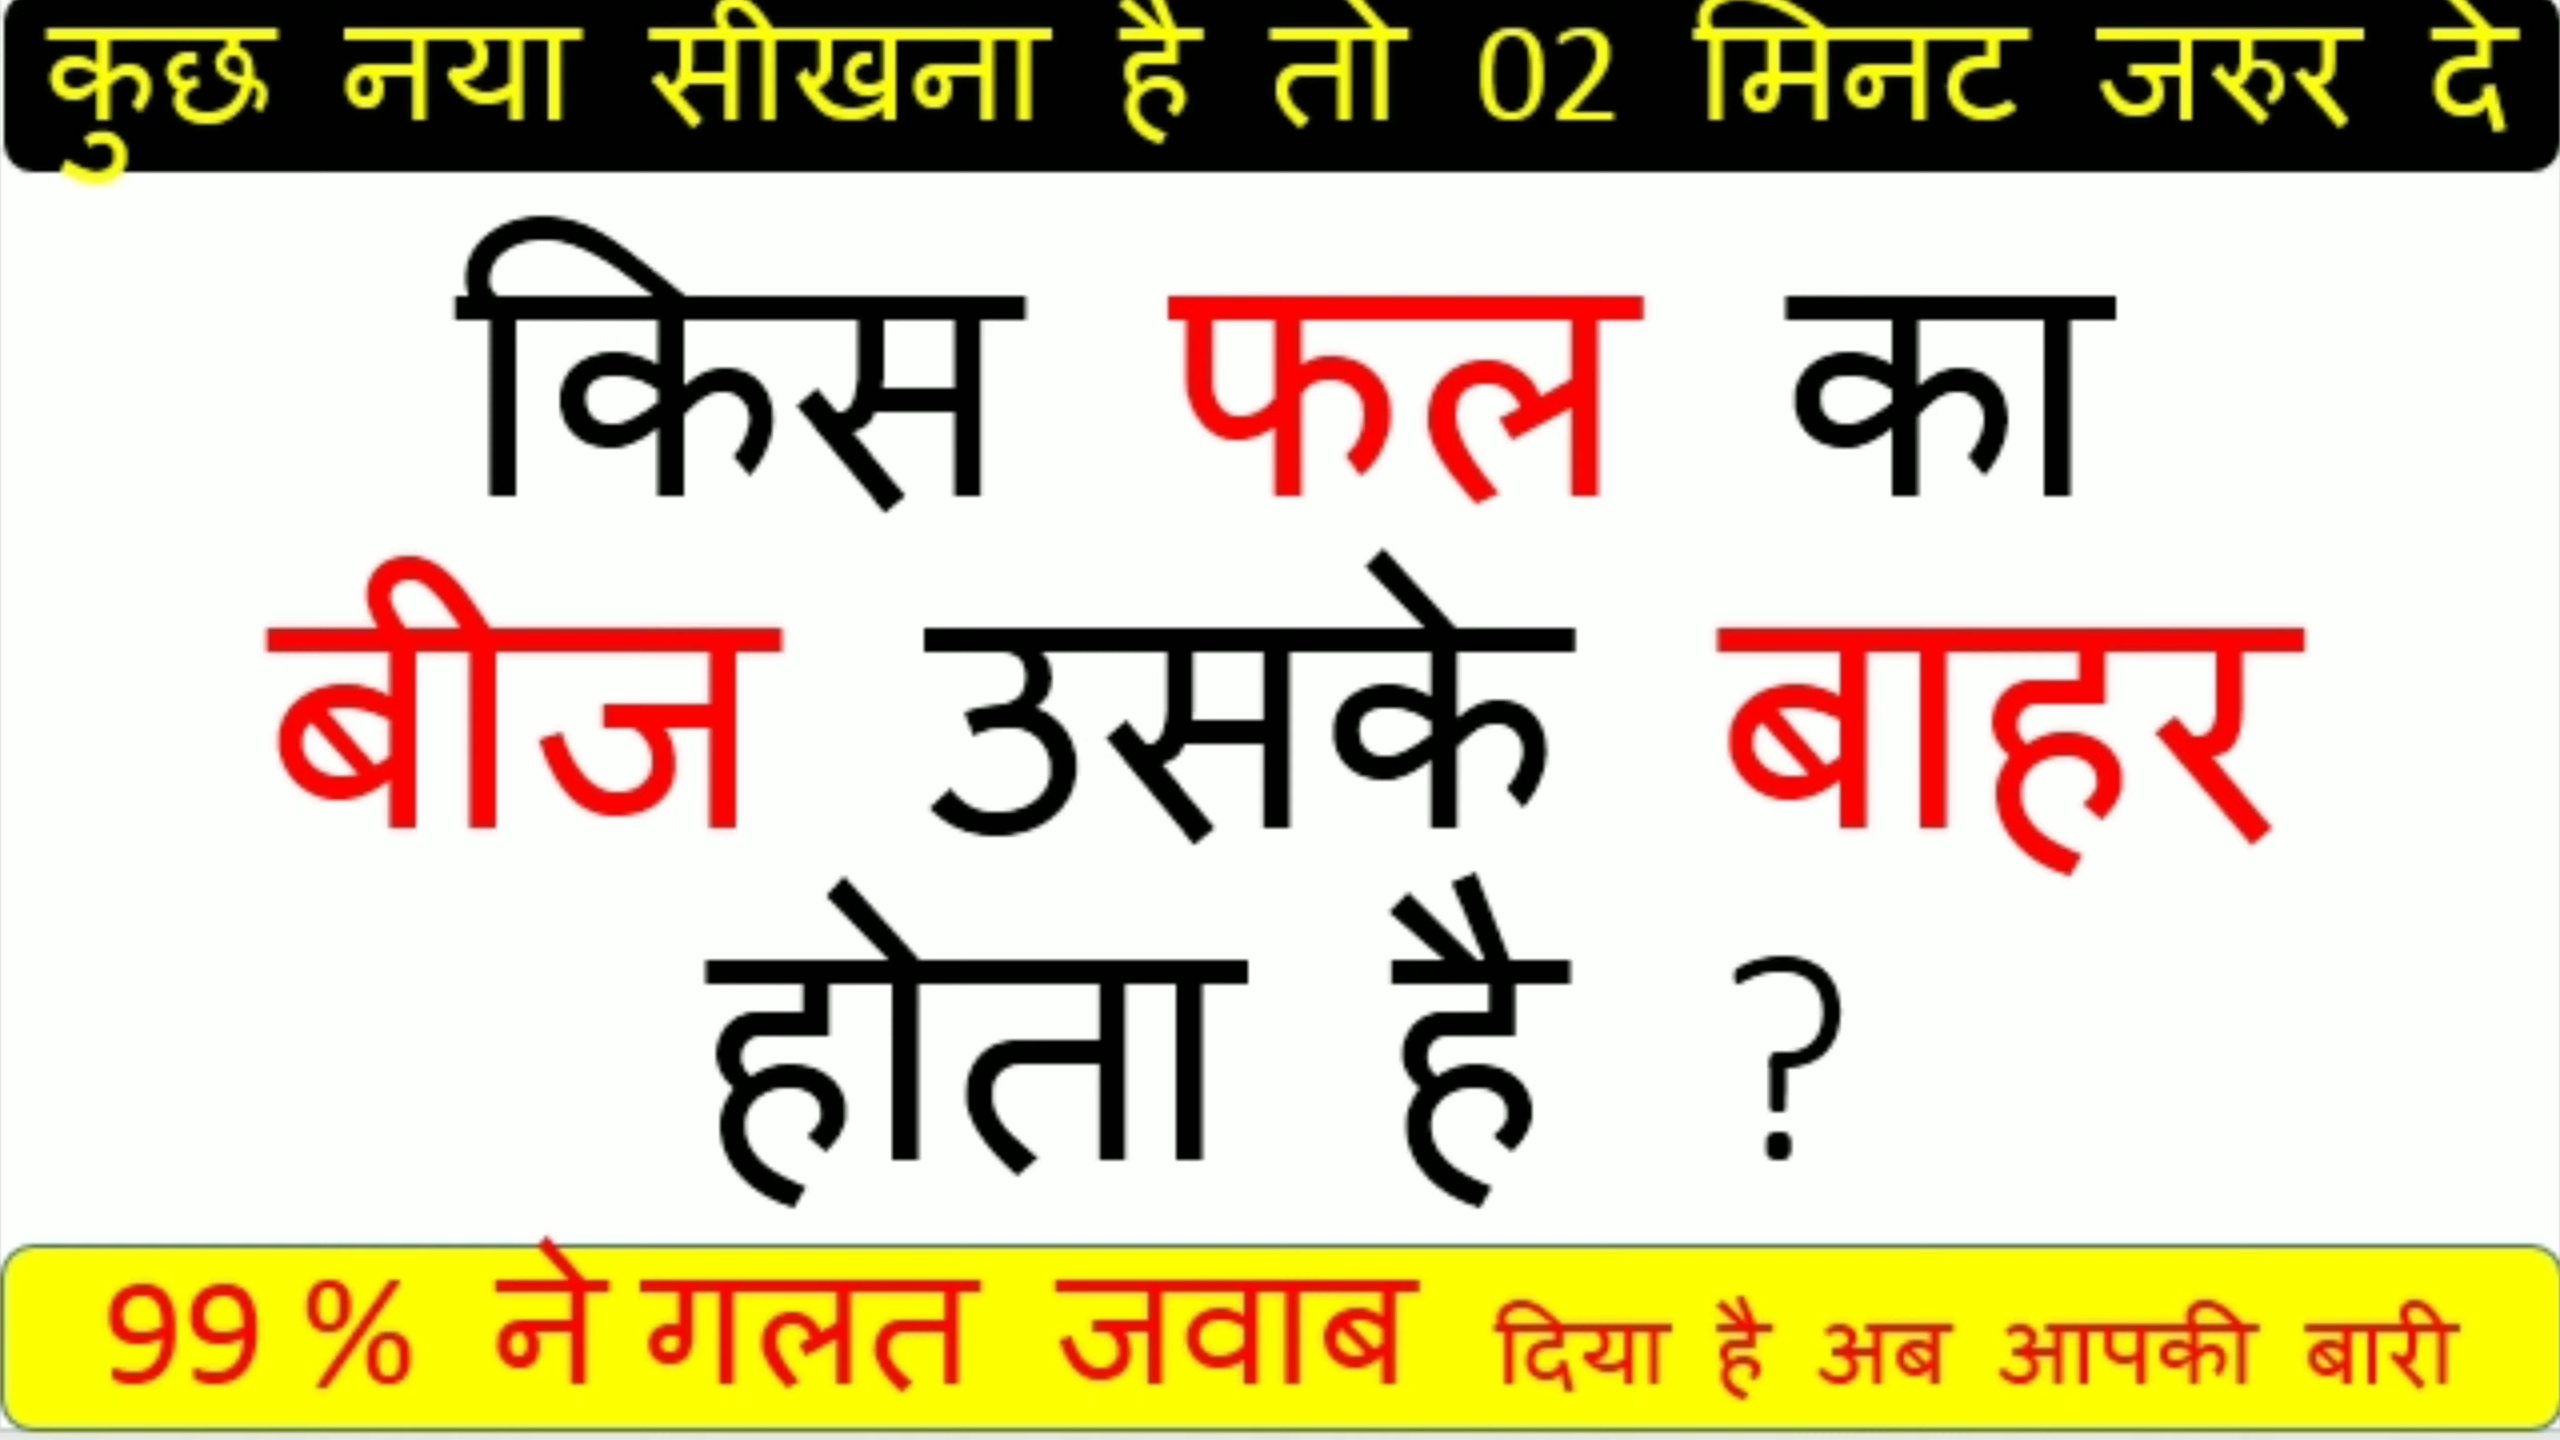 कुछ नया सीखना है तो 02 मिनट जरुर दे
किस फल का
बीज उसके बाहर
होता है ?
99 % ने गलत जवाब दिया है अब आपकी बारी